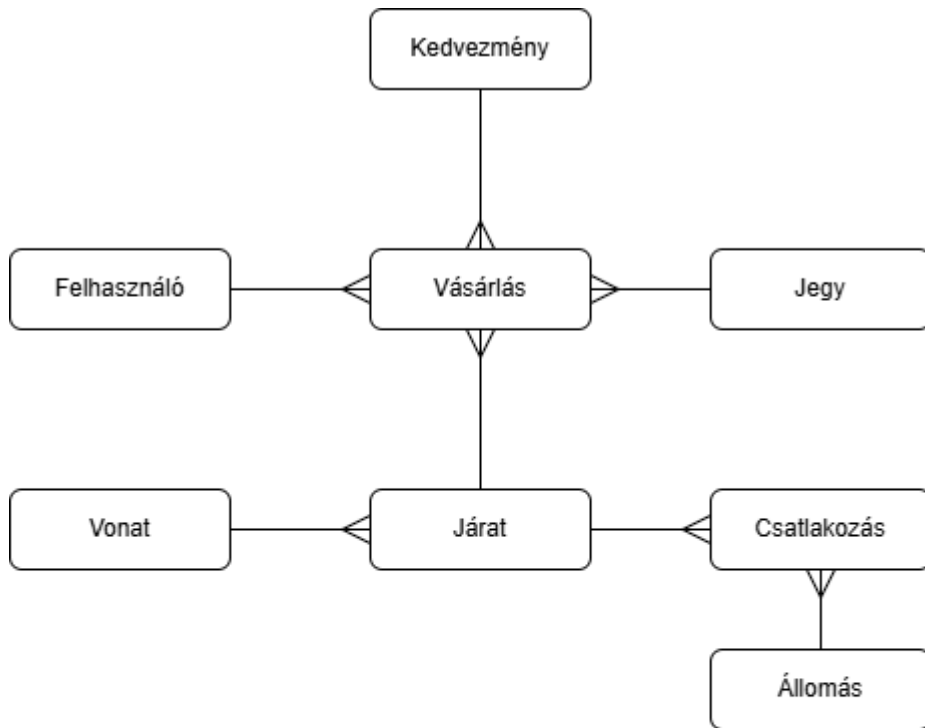 Kedvezmény
Felhasználó
Vásárlás
Jegy
Vonat
Járat
Csatlakozás
Állomás